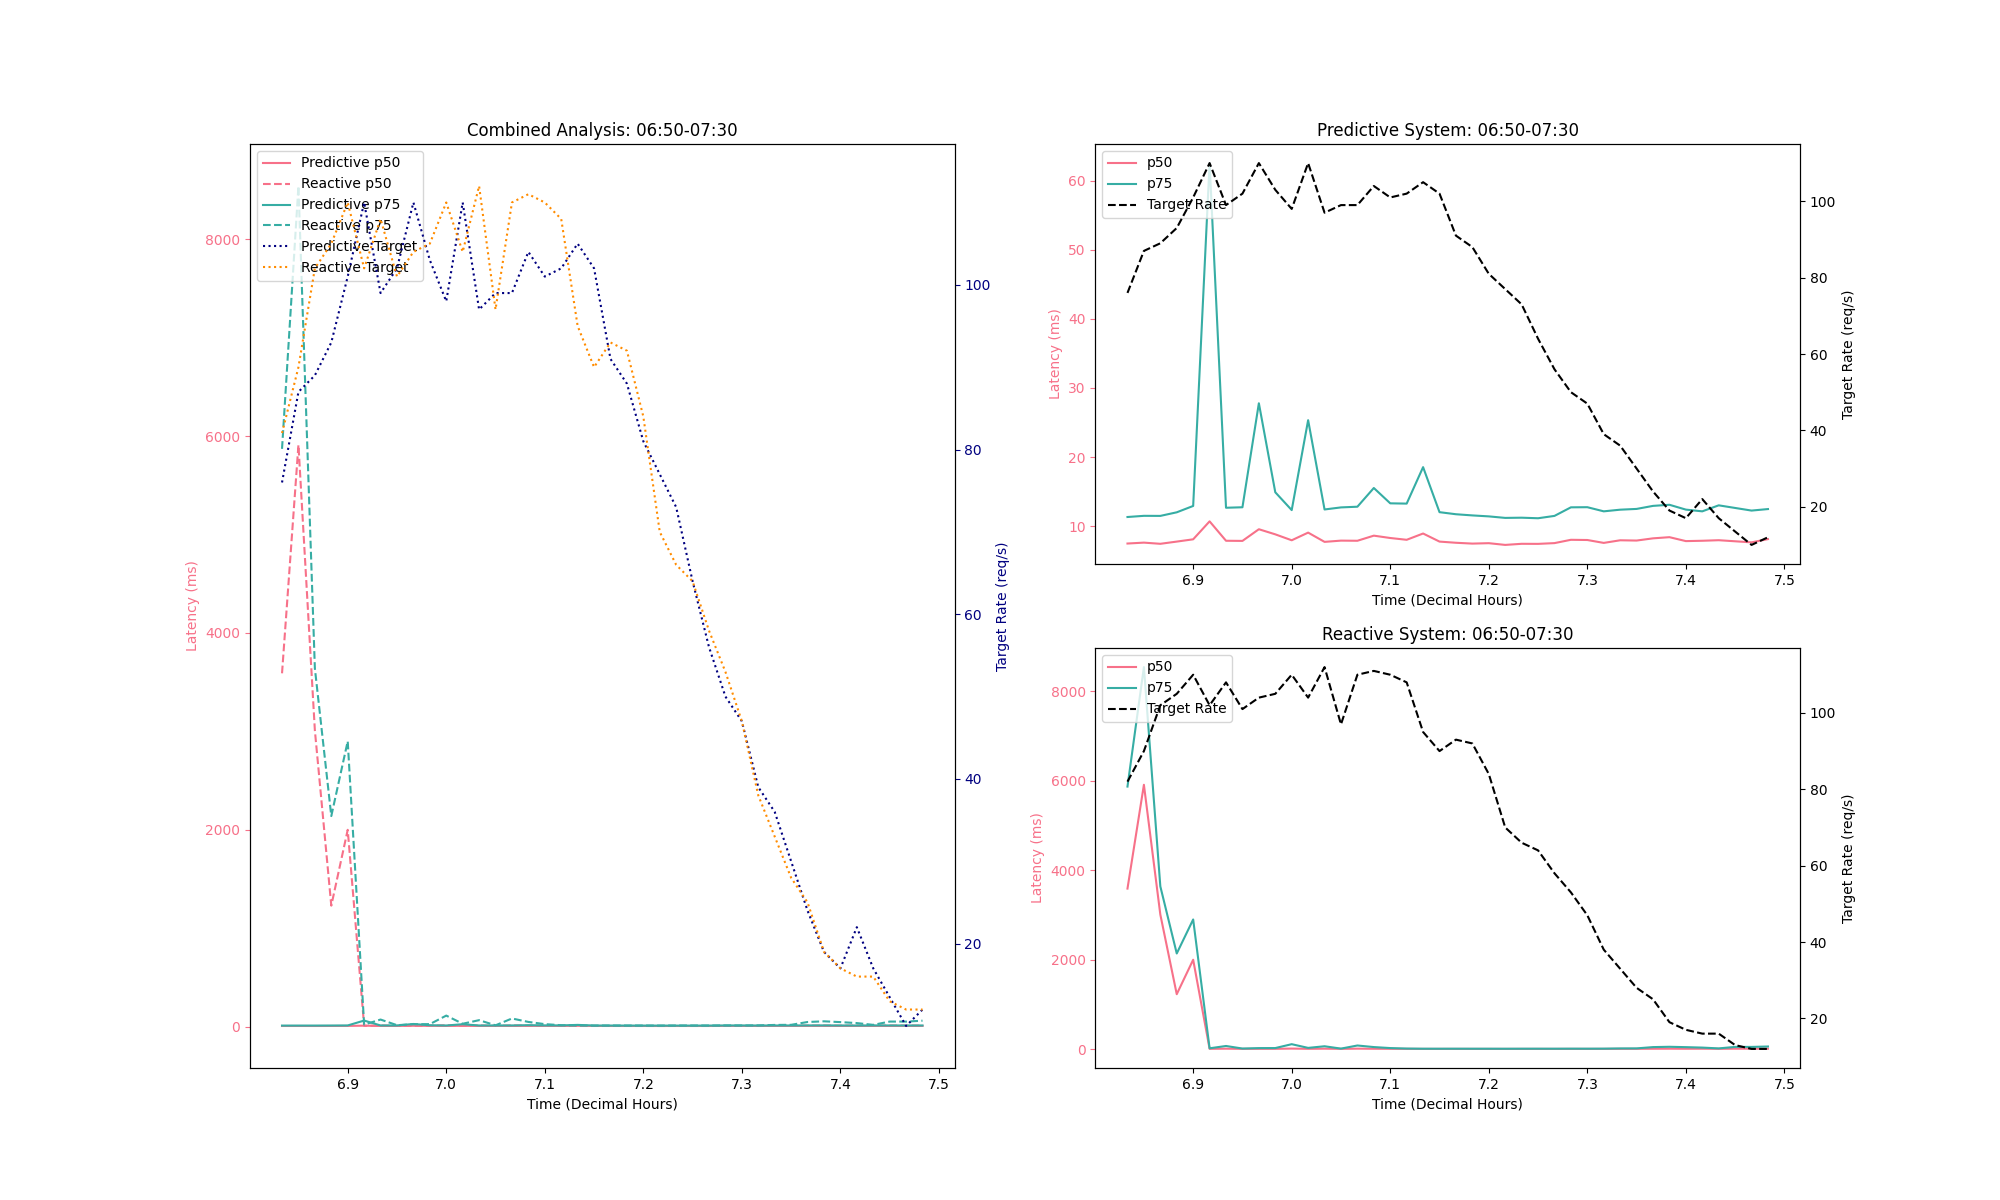 Combined Analysis: 06:50-07:30
Predictive p50
Reactive p50
Predictive p75
Reactive p75
Predictive Target
Reactive Target
8000
6000
4000
2000
0
Latency (ms)
100
80
60
40
20
Target Rate (req/s)
6.9 7.0 7.1 7.2 7.3 7.4 7.5
Time (Decimal Hours)
Predictive System: 06:50-07:30
p50
p75
Target Rate
60
50
40
30
20
10
Latency (ms)
100
80
60
40
20
Target Rate (req/s)
6.9 7.0 7.1 7.2 7.3 7.4 7.5
Time (Decimal Hours)
Reactive System: 06:50-07:30
p50
p75
Target Rate
8000
6000
4000
2000
0
Latency (ms)
100
80
60
40
20
Target Rate (req/s)
6.9 7.0 7.1 7.2 7.3 7.4 7.5
Time (Decimal Hours)